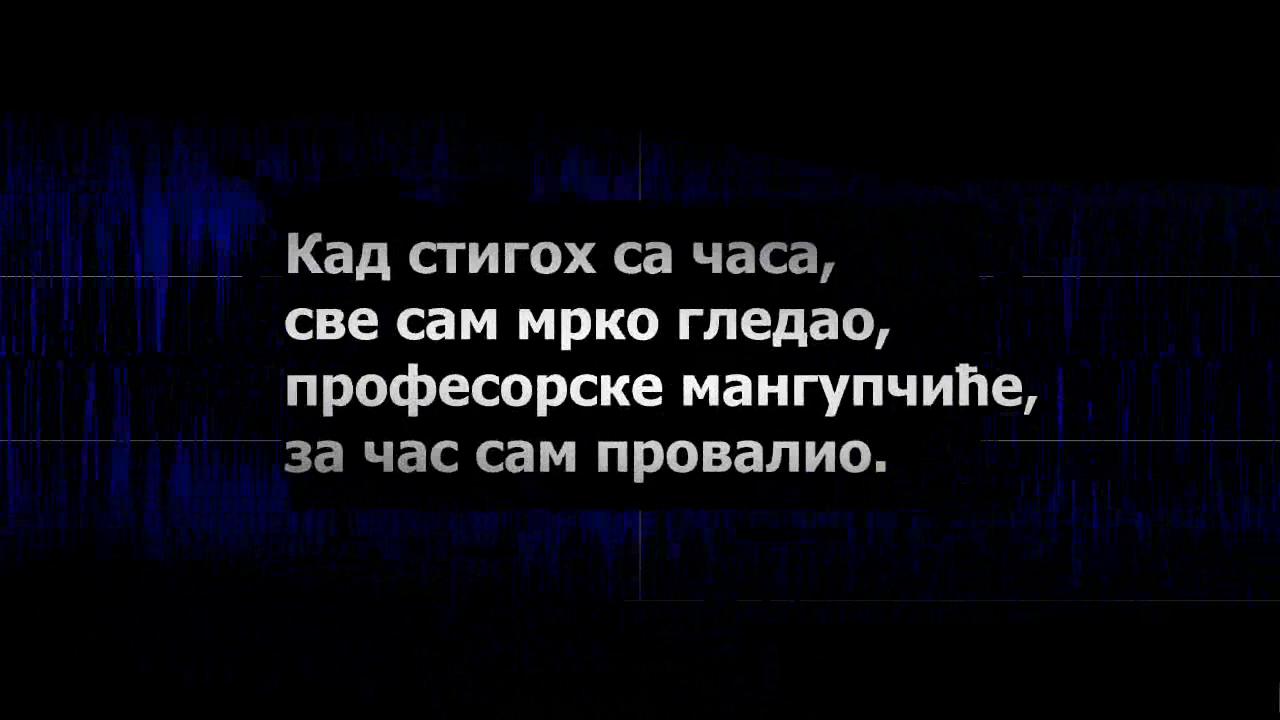 Кад стигох са часа,
све сам мрко гледао,
професорске мангупчиће,
за час сам провалио.